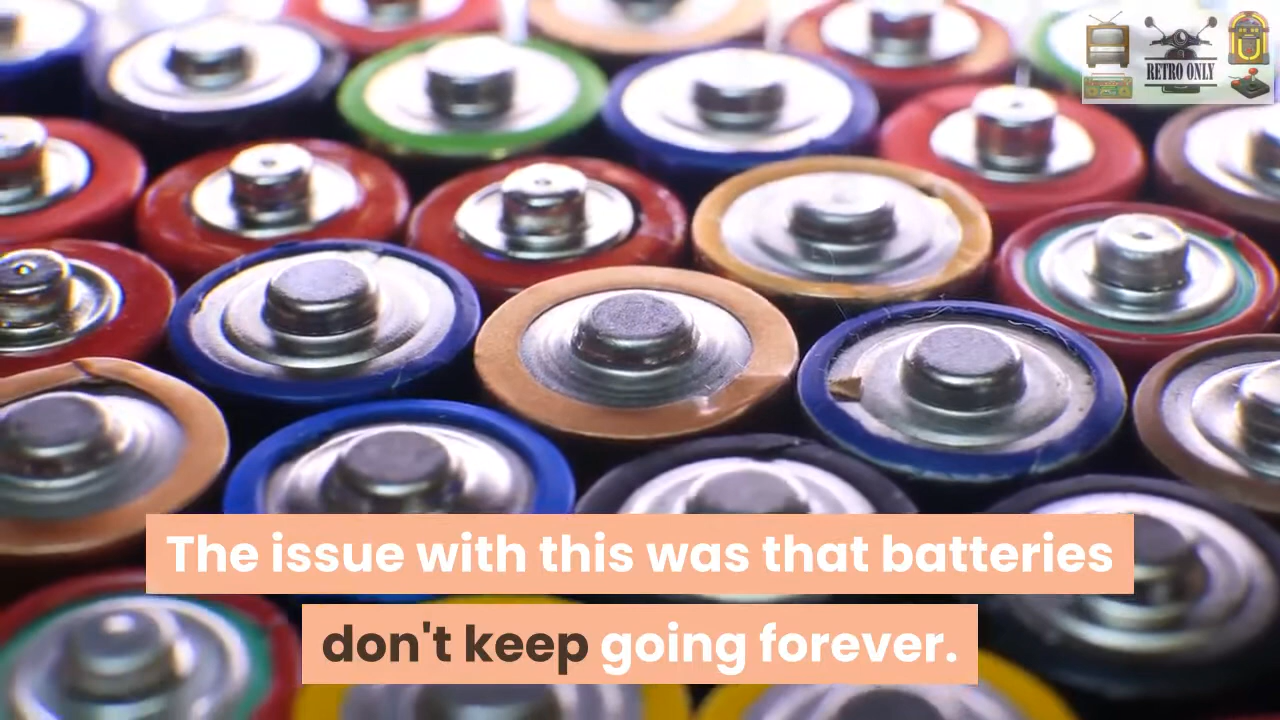 RETRO ONLY
The issue with this was that batteries
don't keep going forever.